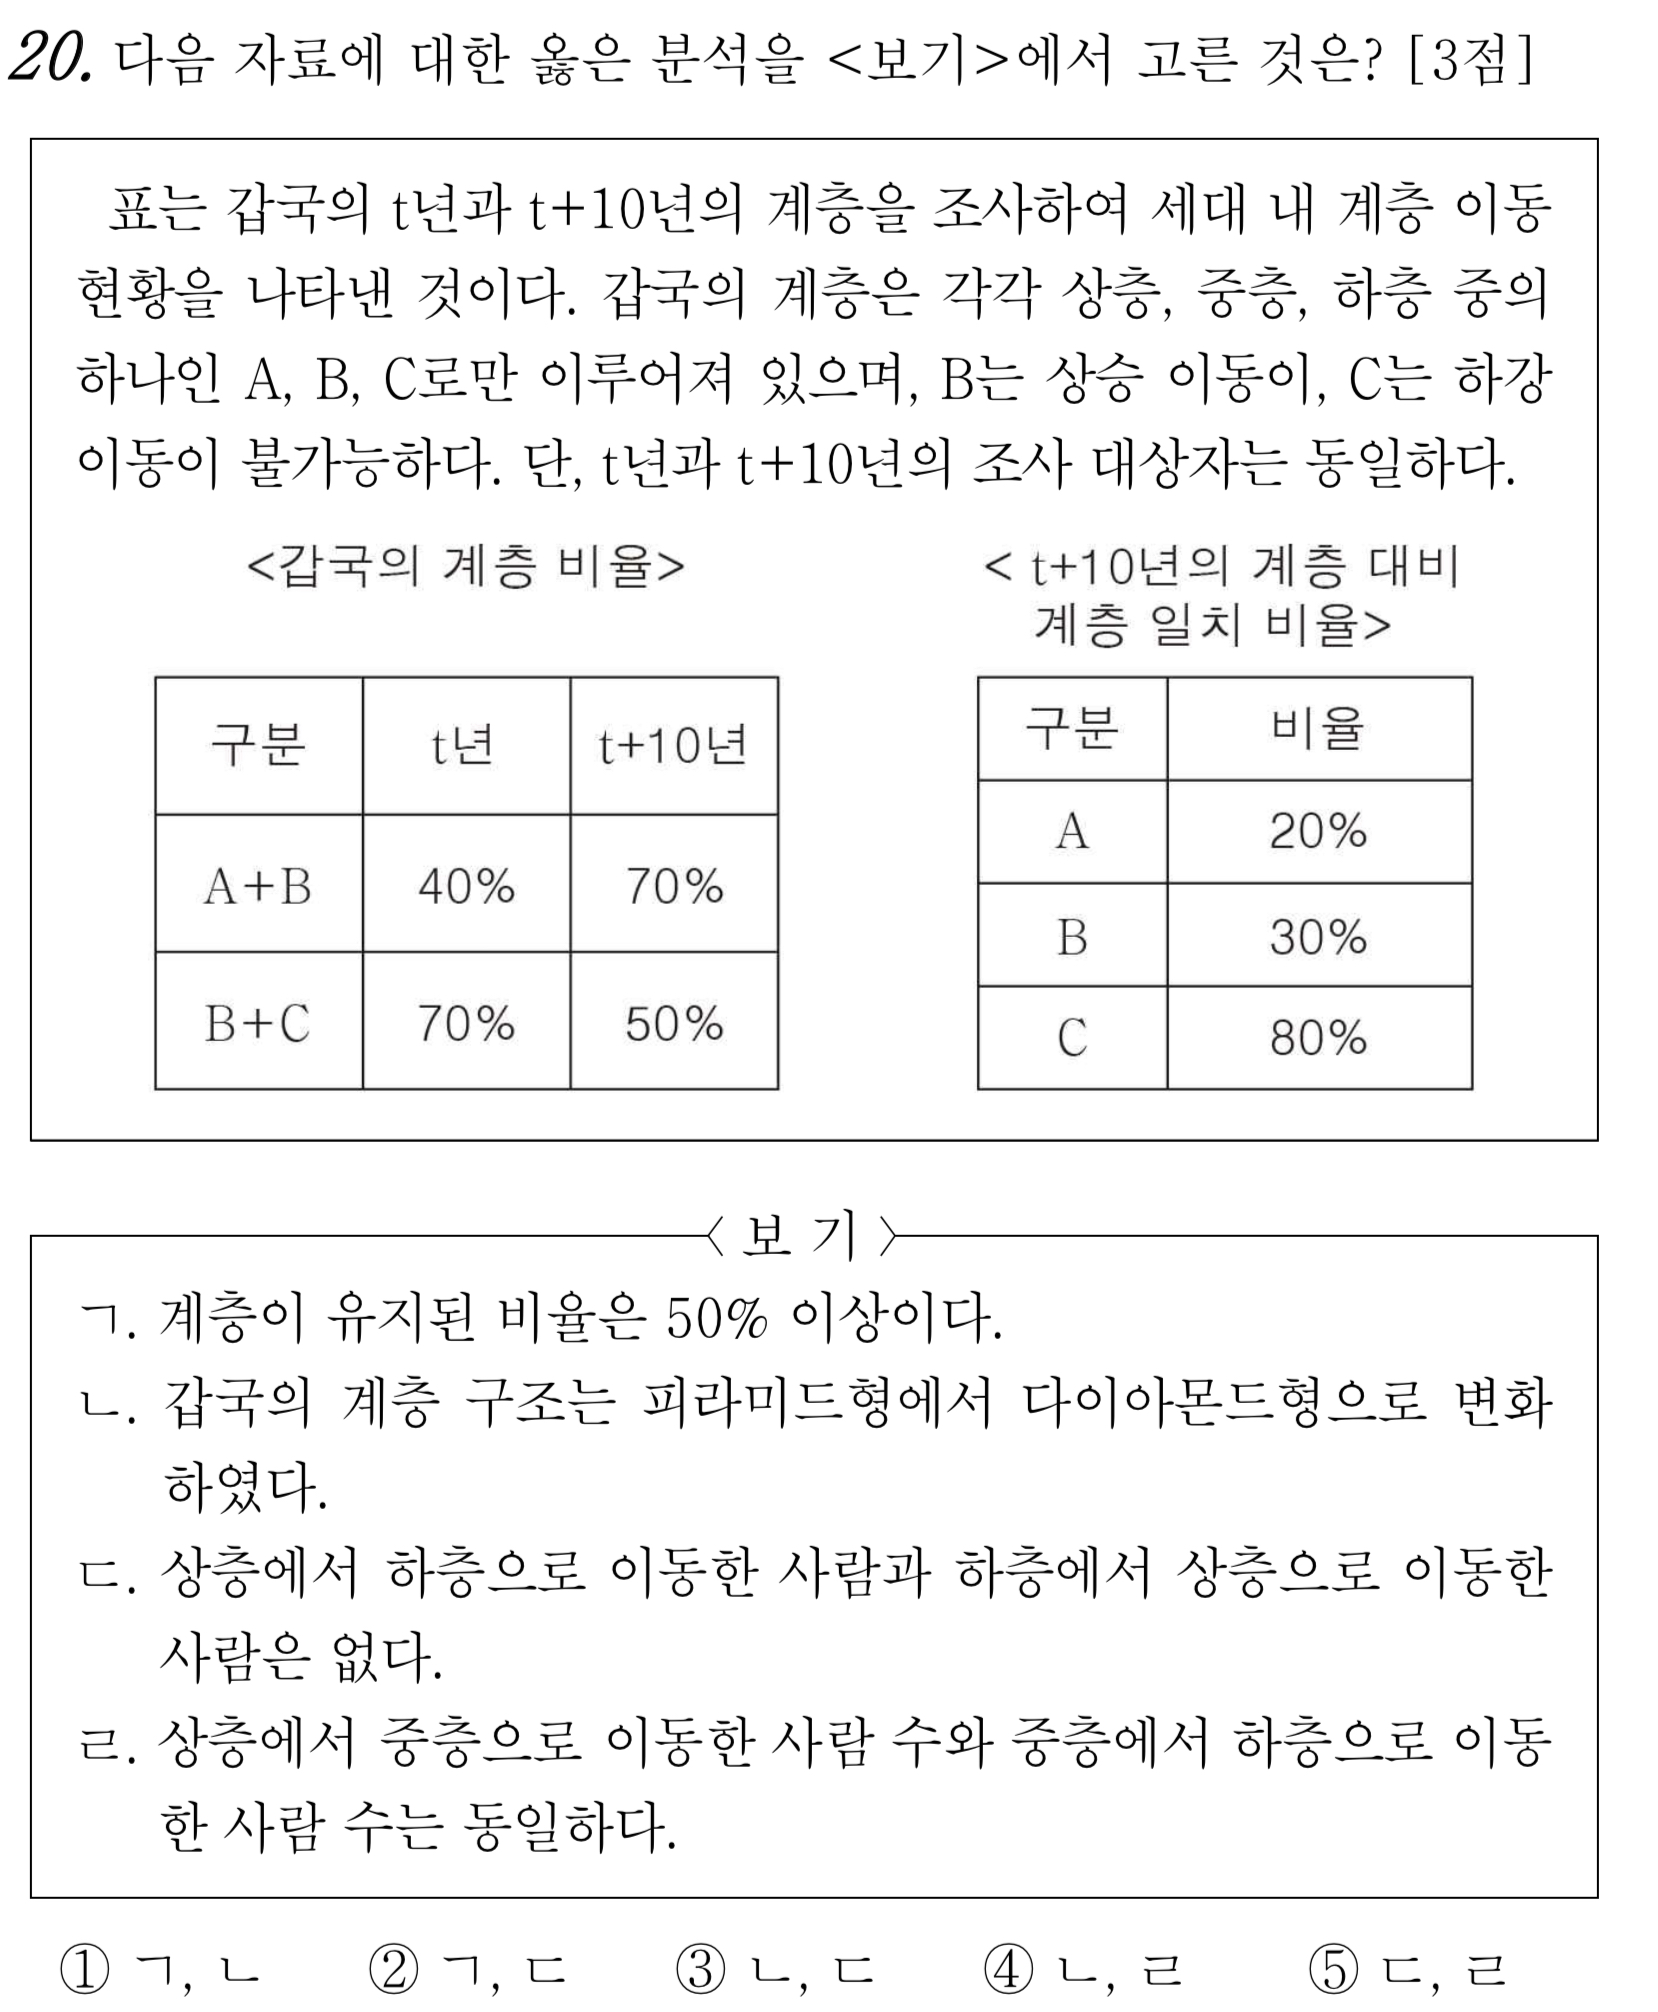 20. 다음 자료에 대한 옳은 분석을 <보기>에서 고른 것은? [3점]
표는 갑국의 t년과 t+10년의 계층을 조사하여 세대 내 계층 이동
현황을 나타낸 것이다. 갑국의 계층은 각각 상층, 중층, 하층 중의
하나인 A, B, C로만 이루어져 있으며, B는 상승 이동이, C는 하강
이동이 불가능하다. 단, t년과 t+10년의 조사 대상자는 동일하다.
<갑국의 계층 비율>
구분 t년 t+10년
A+B 40% 70%
B+C 70% 50%
< t+10년의 계층 대비
계층 일치 비율>
구분 비율
A 20%
B 30%
C 80%
〈 보 기 〉
ㄱ. 계층이 유지된 비율은 50% 이상이다.
ㄴ. 갑국의 계층 구조는 피라미드형에서 다이아몬드형으로 변화
하였다.
ㄷ. 상층에서 하층으로 이동한 사람과 하층에서 상층으로 이동한
사람은 없다.
ㄹ. 상층에서 중층으로 이동한 사람 수와 중층에서 하층으로 이동
한 사람 수는 동일하다.
① ㄱ, ㄴ ② ㄱ, ㄷ ③ ㄴ, ㄷ ④ ㄴ, ㄹ ⑤ ㄷ, ㄹ